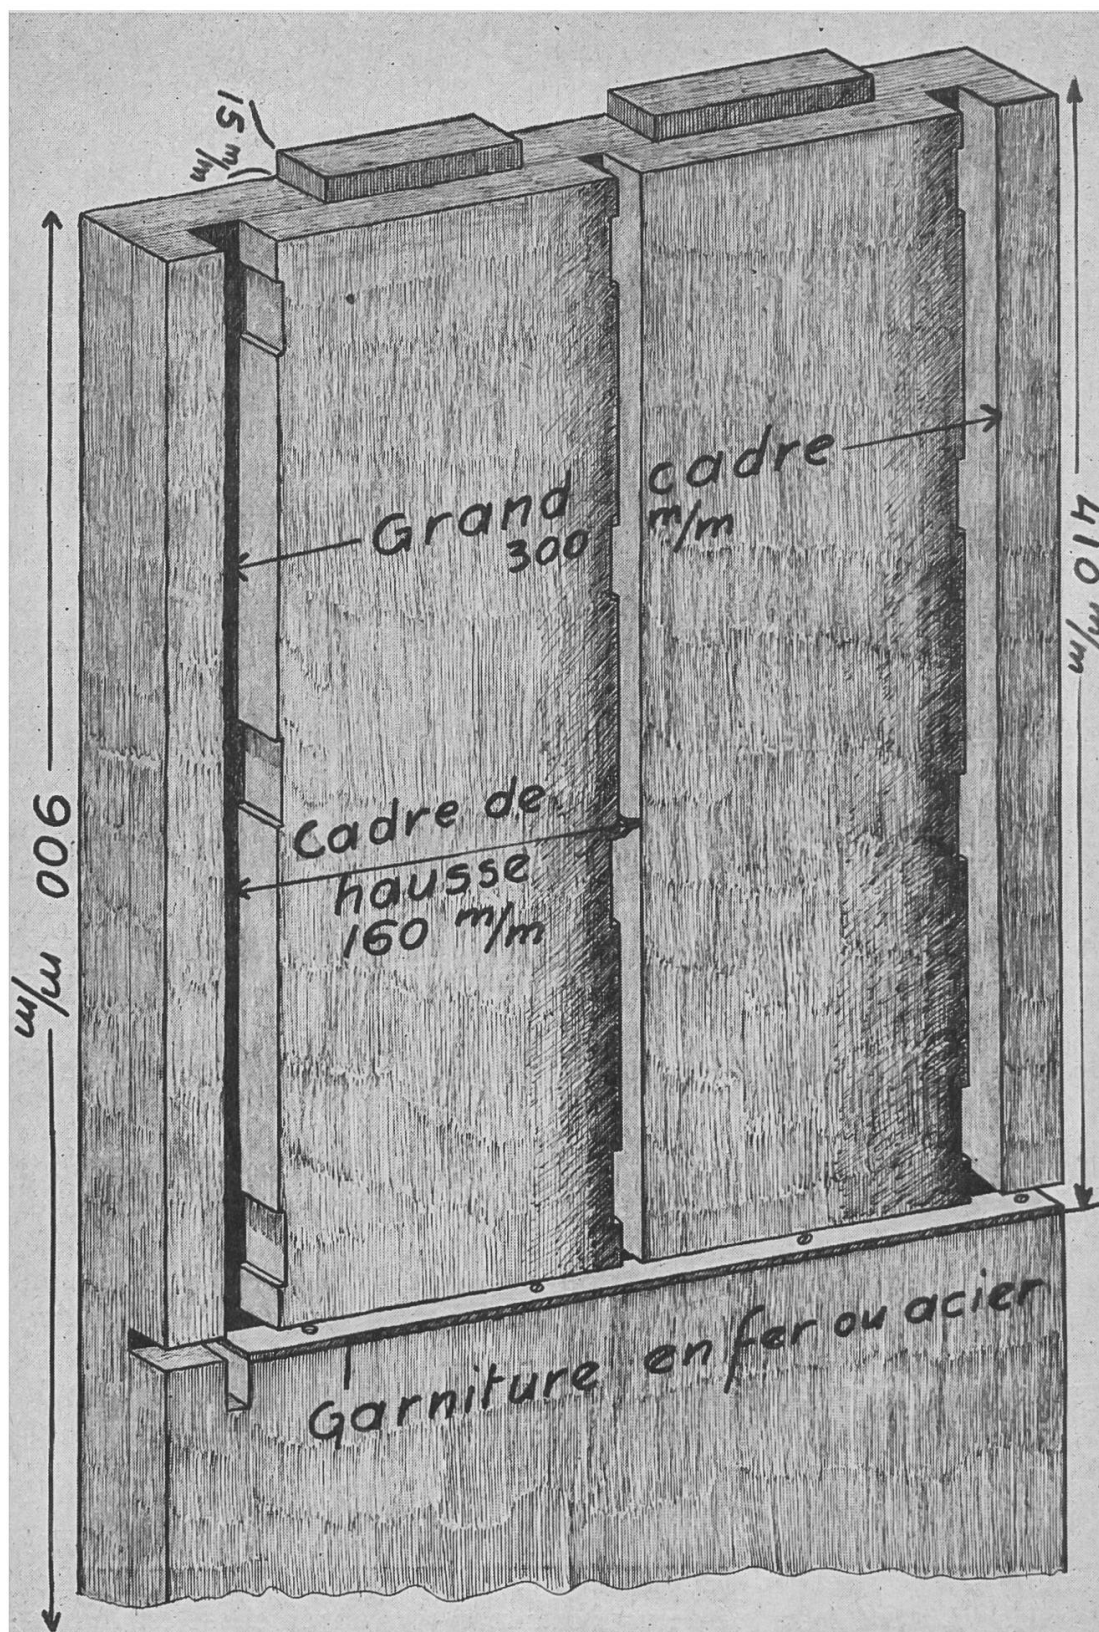 15 m/m
Grand cadre
300 m/m
410 m/m
Cadre de
hausse
160 m/m
900 m/m
Garniture en fer ou acier